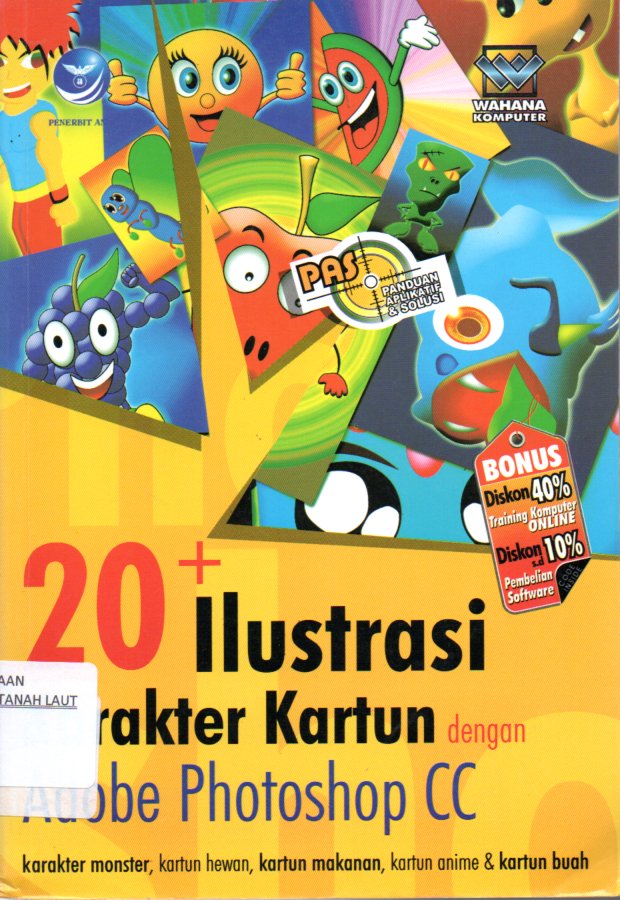 PENERBIT
WAHANA
KOMPUTER
PAS
PANDUAN
APLIKATIF
& SOLUSI
BONUS
Diskon 40%
Training Komputer
ONLINE
Diskon s.d 10%
Pembelian
Software
CODE
INSIDE
20+ Ilustrasi
AAN
TANAH LAUT
rakter Kartun dengan
Adobe Photoshop CC
karakter monster, kartun hewan, kartun makanan, kartun anime & kartun buah